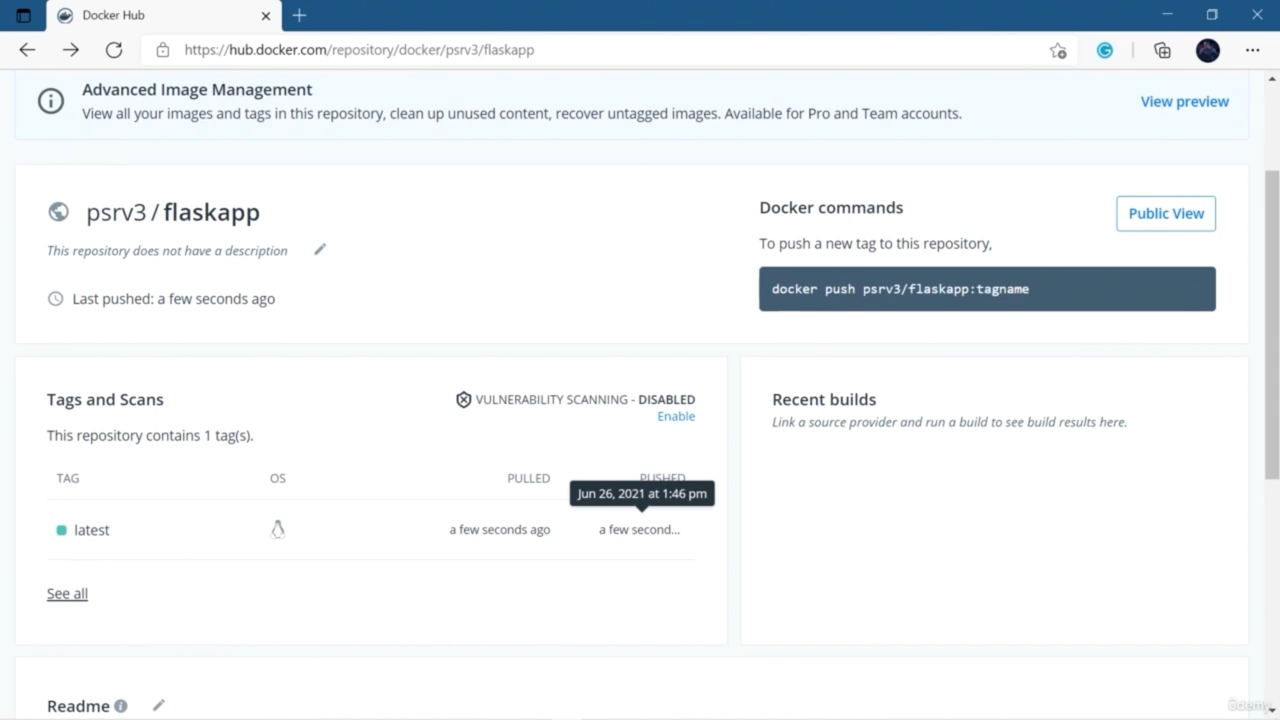 Docker Hub
https://hub.docker.com/repository/docker/psrv3/flaskapp
Advanced Image Management
View all your images and tags in this repository, clean up unused content, recover untagged images. Available for Pro and Team accounts.
View preview
psrv3 / flaskapp
This repository does not have a description
Last pushed: a few seconds ago
Docker commands
Public View
To push a new tag to this repository,
docker push psrv3/flaskapp:tagname
Tags and Scans
VULNERABILITY SCANNING - DISABLED
Enable
This repository contains 1 tag(s).
TAG OS PULLED PUSHED
Jun 26, 2021 at 1:46 pm
latest a few seconds ago a few second...
See all
Recent builds
Link a source provider and run a build to see build results here.
Readme
ûdemy